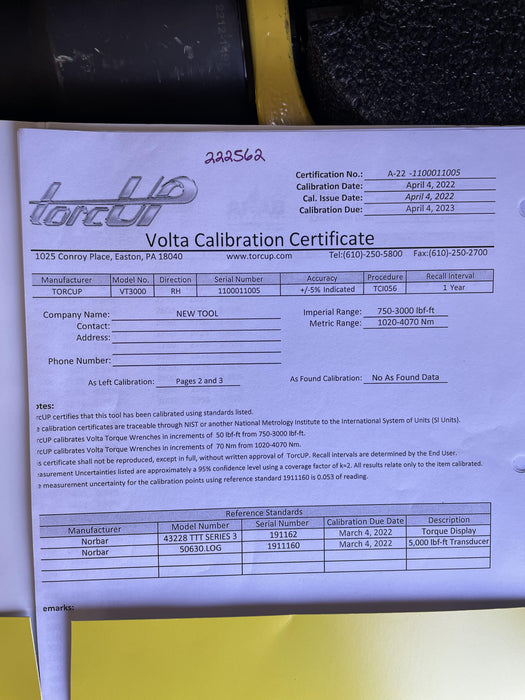 222562
Certification No.: A-22 -1100011005
Calibration Date: April 4, 2022
Cal. Issue Date: April 4, 2022
Calibration Due: April 4, 2023
torcUP
Volta Calibration Certificate
1025 Conroy Place, Easton, PA 18040 www.torcup.com Tel:(610)-250-5800 Fax:(610)-250-2700
Manufacturer Model No. Direction Serial Number Accuracy Procedure Recall Interval
TORCUP VT3000 RH 1100011005 +/-5% Indicated TCI056 1 Year
Company Name: NEW TOOL Imperial Range: 750-3000 lbf-ft
Contact: Metric Range: 1020-4070 Nm
Address:
Phone Number:
As Left Calibration: Pages 2 and 3 As Found Calibration: No As Found Data
otes:
rcUP certifies that this tool has been calibrated using standards listed.
calibration certificates are traceable through NIST or another National Metrology Institute to the International System of Units (SI Units).
rcUP calibrates Volta Torque Wrenches in increments of 50 lbf-ft from 750-3000 lbf-ft.
rcUP calibrates Volta Torque Wrenches in increments of 70 Nm from 1020-4070 Nm.
s certificate shall not be reproduced, except in full, without written approval of TorcUP. Recall intervals are determined by the End User.
asurement Uncertainties listed are approximately a 95% confidence level using a coverage factor of k=2. All results relate only to the item calibrated.
e measurement uncertainty for the calibration points using reference standard 1911160 is 0.053 of reading.
Reference Standards
Manufacturer Model Number Serial Number Calibration Due Date Description
Norbar 43228 TTT SERIES 3 191162 March 4, 2022 Torque Display
Norbar 50630.LOG 1911160 March 4, 2022 5,000 lbf-ft Transducer
emarks: